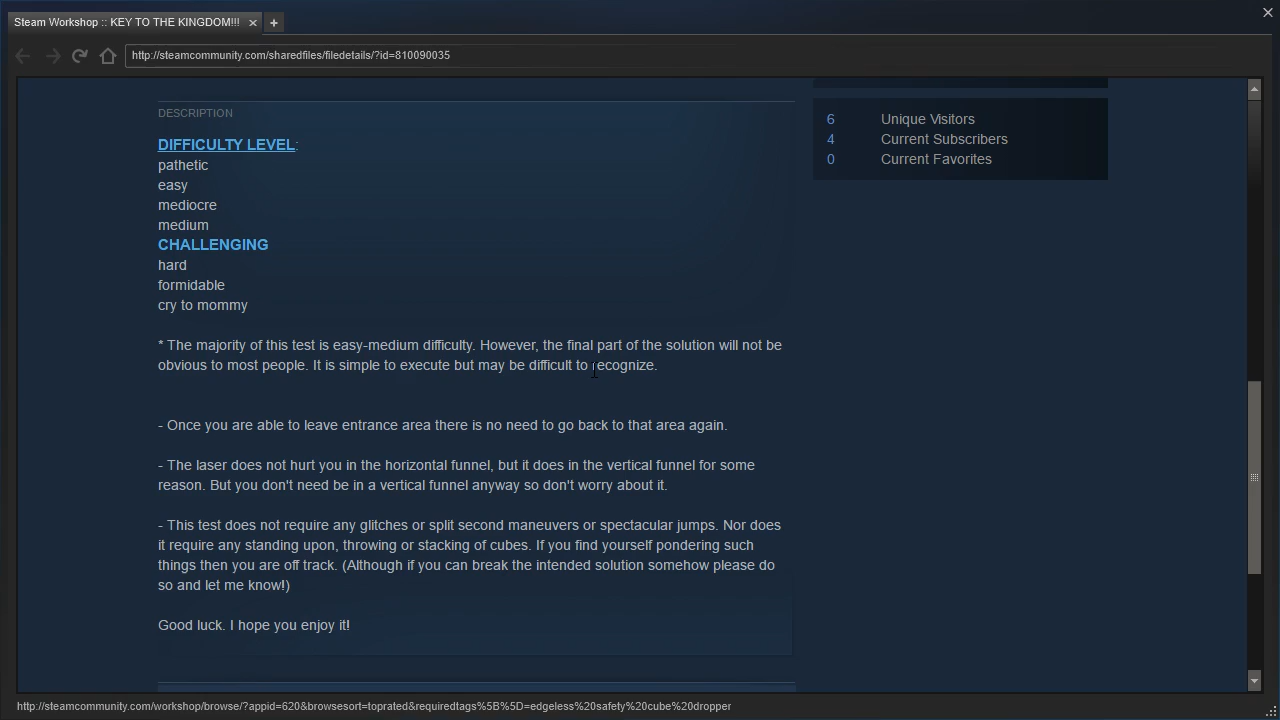 Steam Workshop :: KEY TO THE KINGDOM!!!
http://steamcommunity.com/sharedfiles/filedetails/?id=810090035
DESCRIPTION
DIFFICULTY LEVEL:
pathetic
easy
mediocre
medium
CHALLENGING
hard
formidable
cry to mommy
* The majority of this test is easy-medium difficulty. However, the final part of the solution will not be
obvious to most people. It is simple to execute but may be difficult to recognize.
- Once you are able to leave entrance area there is no need to go back to that area again.
- The laser does not hurt you in the horizontal funnel, but it does in the vertical funnel for some
reason. But you don't need be in a vertical funnel anyway so don't worry about it.
- This test does not require any glitches or split second maneuvers or spectacular jumps. Nor does
it require any standing upon, throwing or stacking of cubes. If you find yourself pondering such
things then you are off track. (Although if you can break the intended solution somehow please do
so and let me know!)
Good luck. I hope you enjoy it!
6 Unique Visitors
4 Current Subscribers
0 Current Favorites
http://steamcommunity.com/workshop/browse/?appid=620&browsesort=toprated&requiredtags%5B%5D=edgeless%20safety%20cube%20dropper